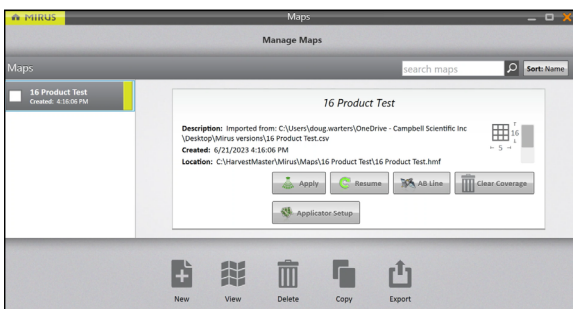 MIRUS
Maps
Manage Maps
Maps
search maps
Sort: Name
16 Product Test
Created: 4:16:06 PM
16 Product Test
Description: Imported from: C:\Users\doug.warters\OneDrive - Campbell Scientific Inc
\Desktop\Mirus versions\16 Product Test.csv
Created: 6/21/2023 4:16:06 PM
Location: C:\HarvestMaster\Mirus\Maps\16 Product Test\16 Product Test.hmf
16
← 5 →
Apply
Resume
AB Line
Clear Coverage
Applicator Setup
New
View
Delete
Copy
Export